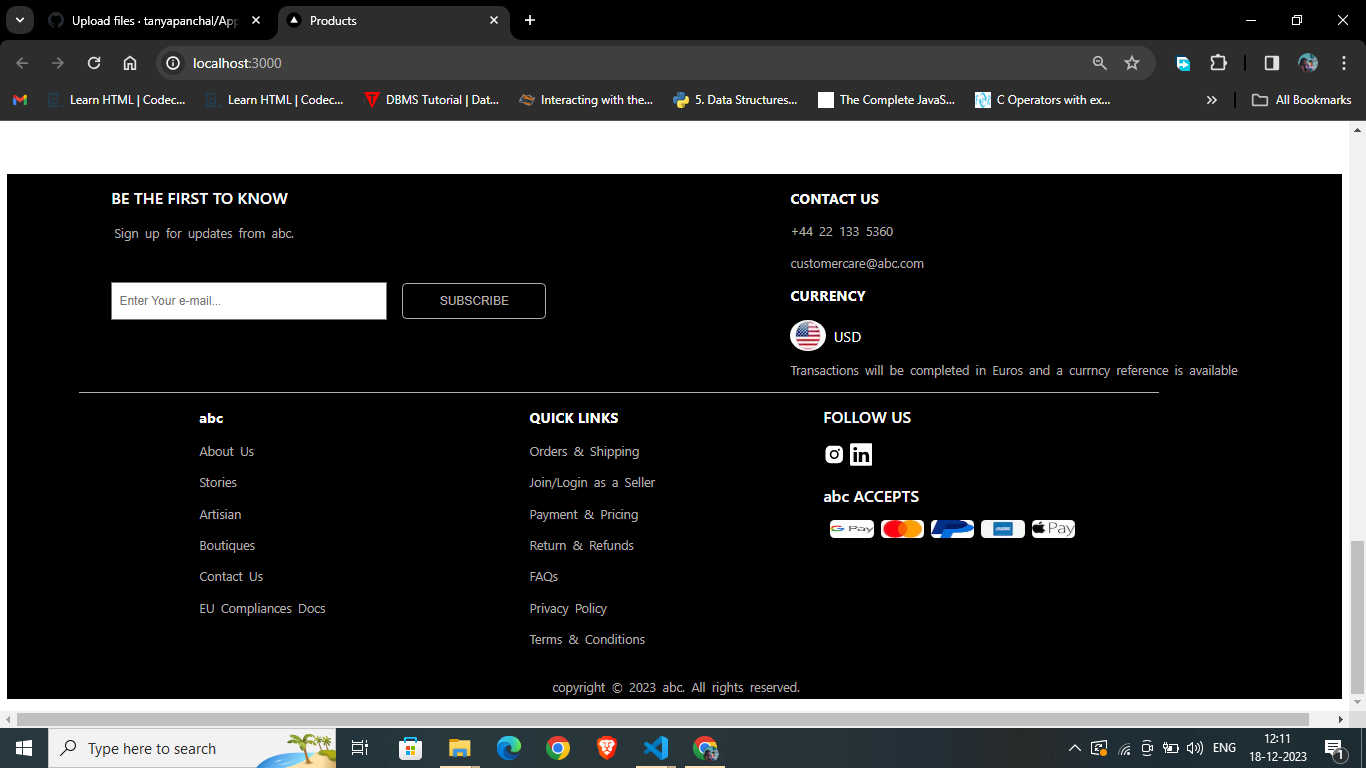 Upload files · tanyapanchal/App
Products
localhost:3000
Learn HTML | Codec...
Learn HTML | Codec...
DBMS Tutorial | Dat...
Interacting with the...
5. Data Structures...
The Complete JavaS...
C Operators with ex...
»
All Bookmarks
BE THE FIRST TO KNOW
Sign up for updates from abc.
Enter Your e-mail...
SUBSCRIBE
CONTACT US
+44 22 133 5360
customercare@abc.com
CURRENCY
USD
Transactions will be completed in Euros and a currncy reference is available
abc
About Us
Stories
Artisian
Boutiques
Contact Us
EU Compliances Docs
QUICK LINKS
Orders & Shipping
Join/Login as a Seller
Payment & Pricing
Return & Refunds
FAQs
Privacy Policy
Terms & Conditions
FOLLOW US
in
abc ACCEPTS
G Pay
Pay
copyright © 2023 abc. All rights reserved.
Type here to search
ENG
12:11
18-12-2023
1